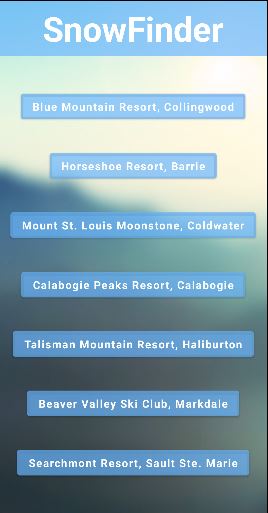 SnowFinder
Blue Mountain Resort, Collingwood
Horseshoe Resort, Barrie
Mount St. Louis Moonstone, Coldwater
Calabogie Peaks Resort, Calabogie
Talisman Mountain Resort, Haliburton
Beaver Valley Ski Club, Markdale
Searchmont Resort, Sault Ste. Marie